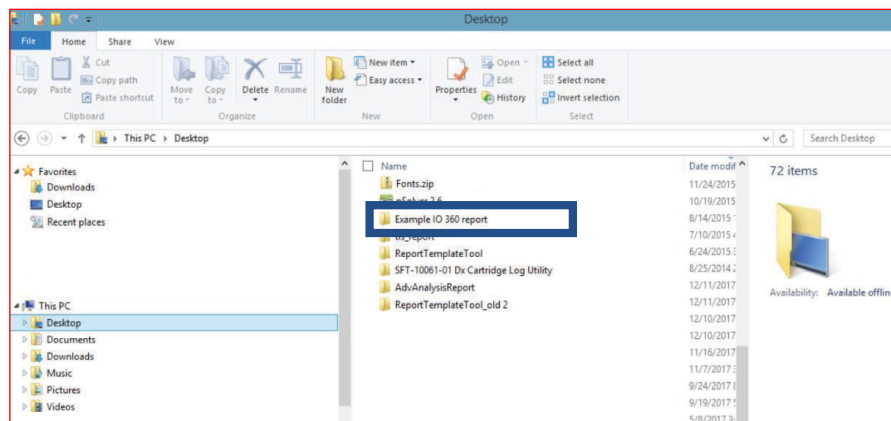 Desktop
File Home Share View
Cut
Copy path
Paste shortcut
Copy Paste
Clipboard
Move to Copy to Delete Rename
Organize
New folder
New item
Easy access
New
Properties
Open
Edit
History
Open
Select all
Select none
Invert selection
Select
This PC Desktop
Search Desktop
Favorites
Downloads
Desktop
Recent places
This PC
Desktop
Documents
Downloads
Music
Pictures
Videos
Name Date modif
Fonts.zip 11/24/2015
nSolver 2.6 10/19/2015
Example IO 360 report 8/14/2015
7/10/2015
ReportTemplateTool 6/24/2015
SFT-10061-01 Dx Cartridge Log Utility 8/25/2014
AdvAnalysisReport 12/11/2017
ReportTemplateTool_old 2 12/11/2017
12/10/2017
12/10/2017
11/16/2017
11/7/2017
9/24/2017
9/19/2017
5/8/2017
72 items
Availability: Available offlin